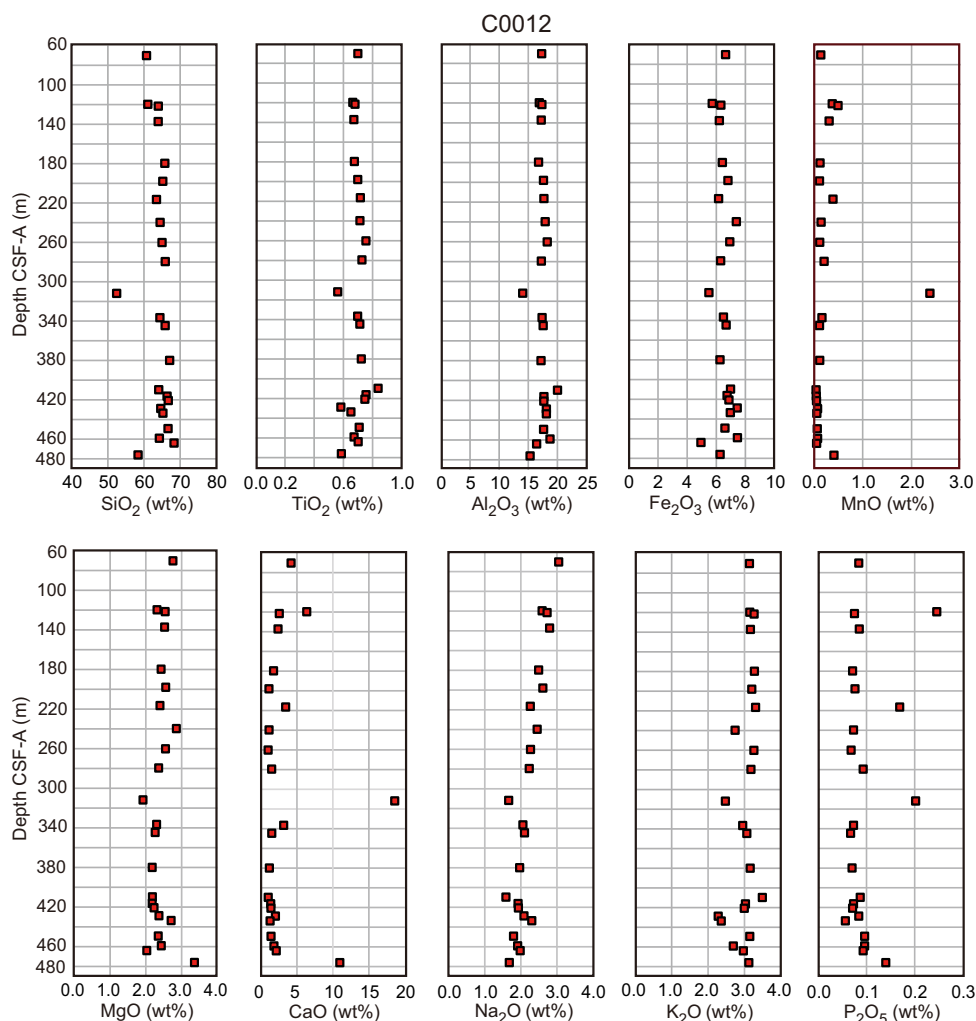 C0012
60
100
140
180
220
260
300
340
380
420
460
480
Depth CSF-A (m)
40 50 60 70 80
SiO₂ (wt%)
0.0 0.2 0.6 1.0
TiO₂ (wt%)
0 5 10 15 20 25
Al₂O₃ (wt%)
0 2 4 6 8 10
Fe₂O₃ (wt%)
0.0 1.0 2.0 3.0
MnO (wt%)
60
100
140
180
220
260
300
340
380
420
460
480
Depth CSF-A (m)
0.0 1.0 2.0 3.0 4.0
MgO (wt%)
0 5 10 20
CaO (wt%)
0.0 1.0 2.0 3.0 4.0
Na₂O (wt%)
0.0 1.0 2.0 3.0 4.0
K₂O (wt%)
0.0 0.1 0.2 0.3
P₂O₅ (wt%)